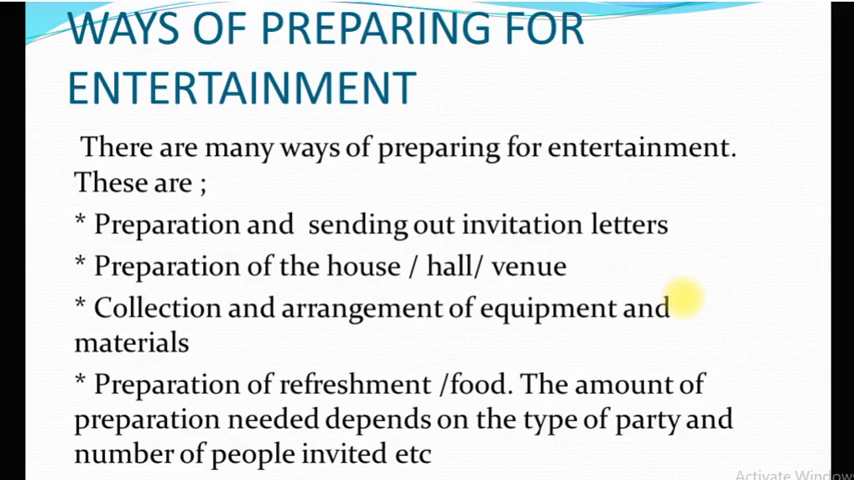 WAYS OF PREPARING FOR
ENTERTAINMENT
There are many ways of preparing for entertainment.
These are ;
* Preparation and sending out invitation letters
* Preparation of the house / hall/ venue
* Collection and arrangement of equipment and
materials
* Preparation of refreshment /food. The amount of
preparation needed depends on the type of party and
number of people invited etc
Activate Windows